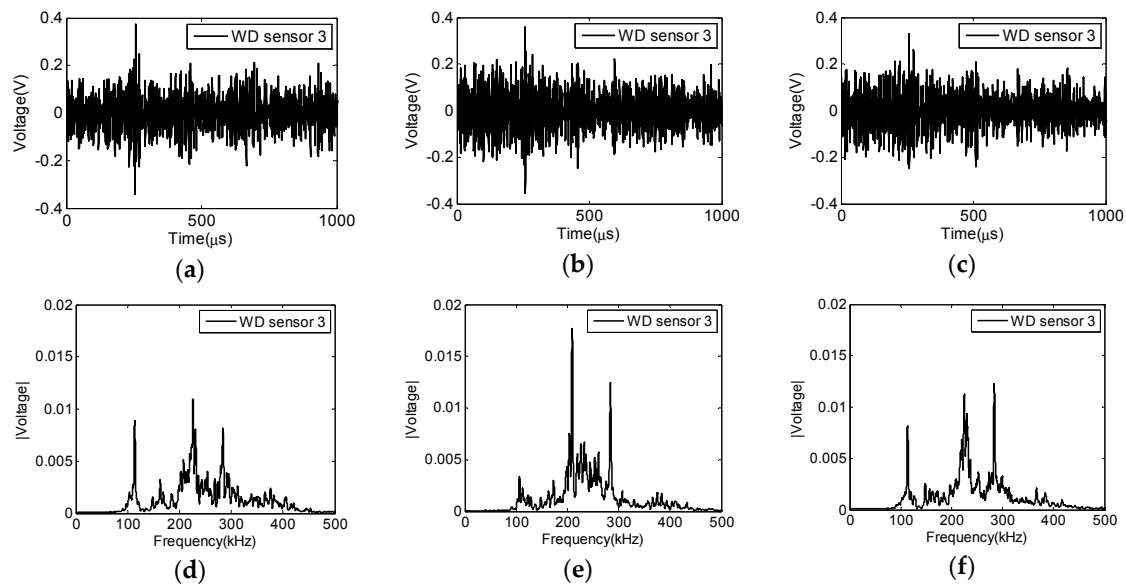 0.4
0.2
0
-0.2
-0.4
Voltage(V)
WD sensor 3
0
500
1000
Time(μs)
(a)
0.4
0.2
0
-0.2
-0.4
Voltage(V)
WD sensor 3
0
500
1000
Time(μs)
(b)
0.4
0.2
0
-0.2
-0.4
Voltage(V)
WD sensor 3
0
500
1000
Time(μs)
(c)
0.02
0.015
0.01
0.005
0
|Voltage|
WD sensor 3
0 100 200 300 400 500
Frequency(kHz)
(d)
0.02
0.015
0.01
0.005
0
|Voltage|
WD sensor 3
0 100 200 300 400 500
Frequency(kHz)
(e)
0.02
0.015
0.01
0.005
0
|Voltage|
WD sensor 3
0 100 200 300 400 500
Frequency(kHz)
(f)